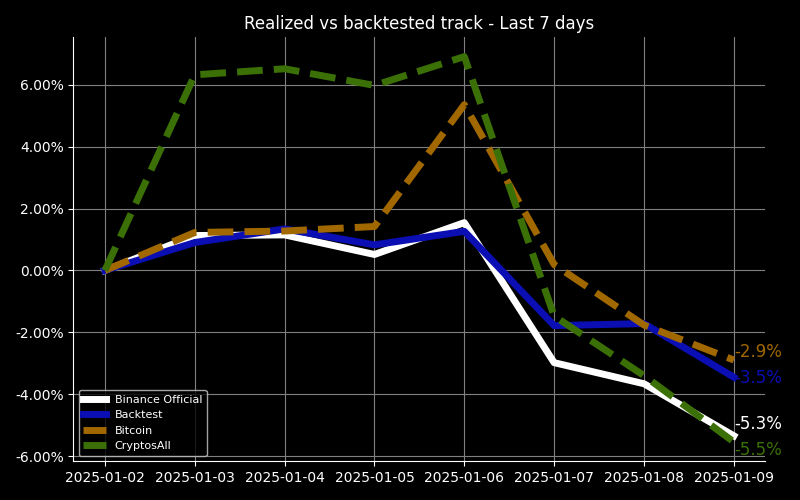 Realized vs backtested track - Last 7 days
6.00%
4.00%
2.00%
0.00%
-2.00%
-4.00%
-6.00%
-2.9%
-3.5%
-5.3%
-5.5%
Binance Official
Backtest
Bitcoin
CryptosAll
2025-01-02 2025-01-03 2025-01-04 2025-01-05 2025-01-06 2025-01-07 2025-01-08 2025-01-09